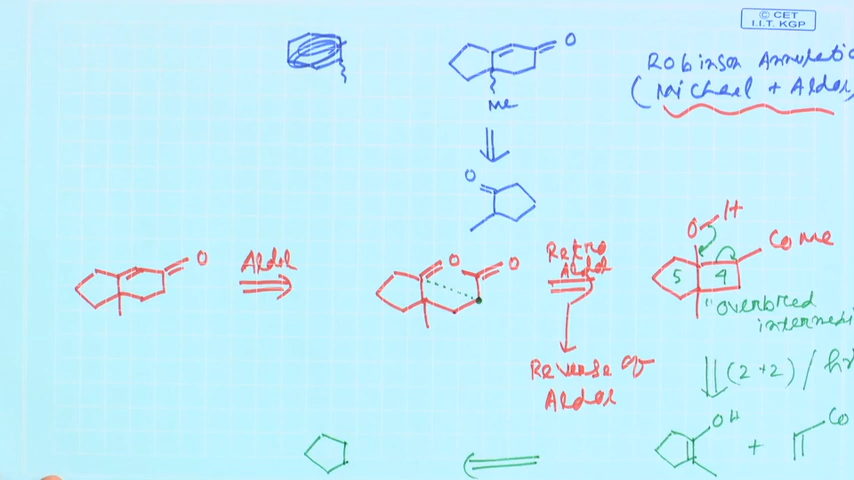 © CET
I.I.T. KGP
O
Robinson Annulatio
(Michael + Aldol)
Me
O
O
Aldol
O
O
Retro
Aldol
O-H
CoMe
5
4
"overbred
intermedi
Reverse of
Aldol
(2+2) / hν
OH
+
Co